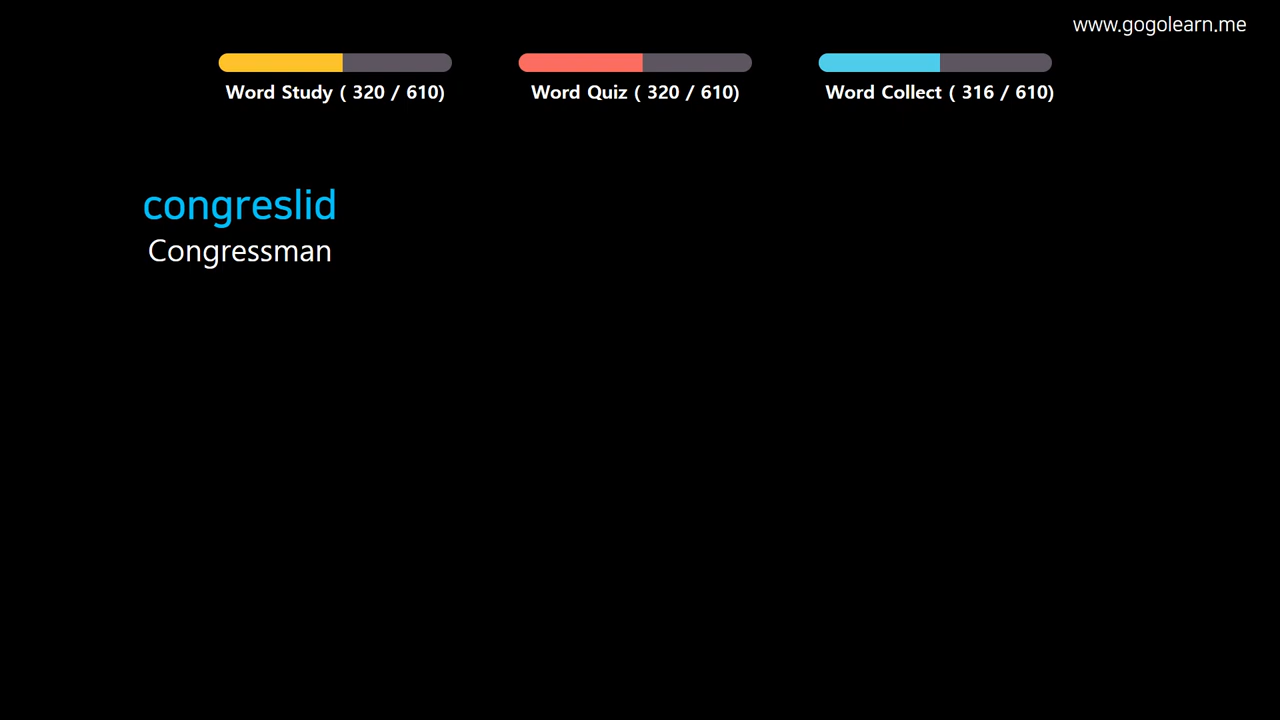 www.gogolearn.me
Word Study ( 320 / 610)
Word Quiz ( 320 / 610)
Word Collect ( 316 / 610)
congreslid
Congressman